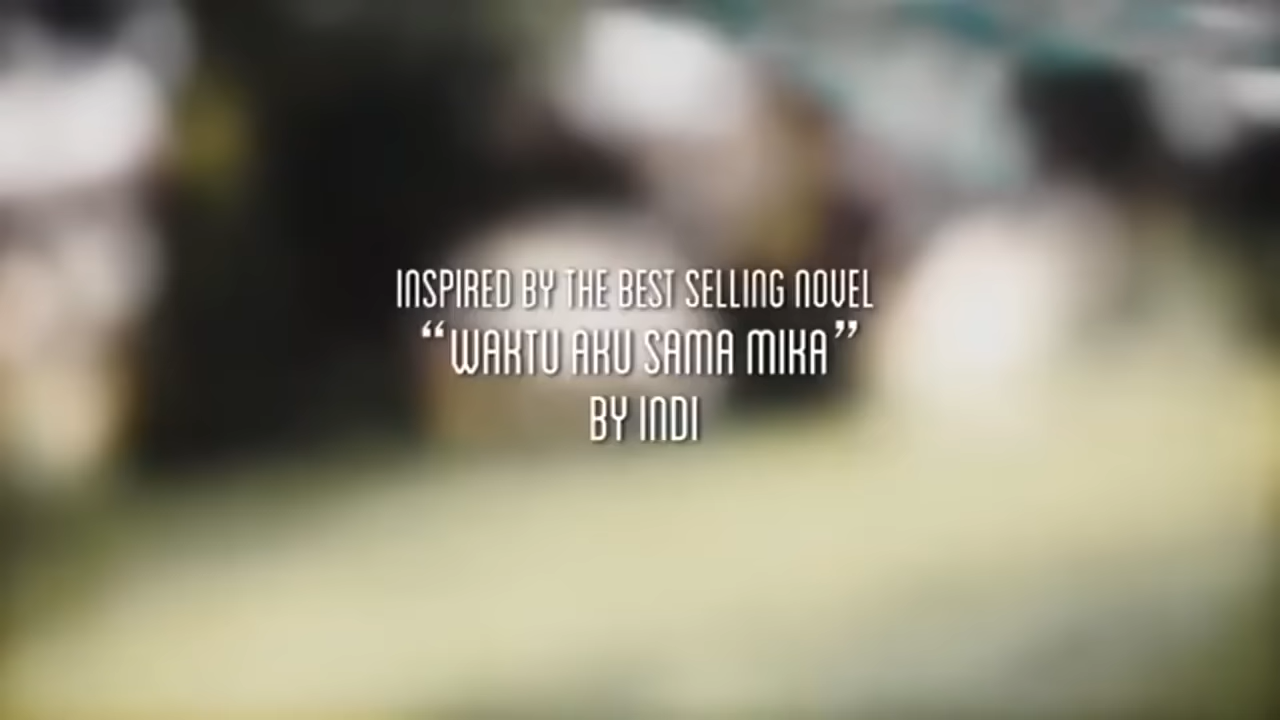 INSPIRED BY THE BEST SELLING NOVEL
“WAKTU AKU SAMA MIKA”
BY INDI